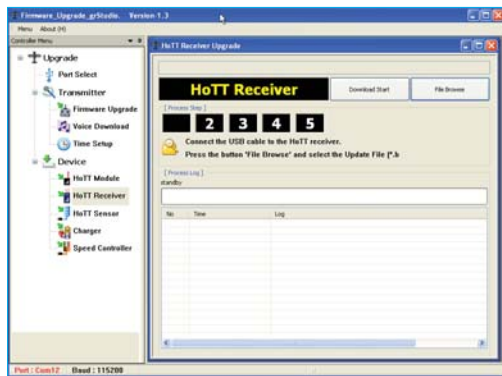 Firmware_Upgrade_grStudio. Version-1.3
Menu About (H)
Controller Menu
Upgrade
Port Select
Transmitter
Firmware Upgrade
Voice Download
Time Setup
Device
HoTT Module
HoTT Receiver
HoTT Sensor
Charger
Speed Controller
HoTT Receiver Upgrade
HoTT Receiver
Download Start
File Browse
[ Process Step ]
2 3 4 5
Connect the USB cable to the HoTT receiver.
Press the button 'File Browse' and select the Update File [*.b
[ Process Log ]
standby
No Time Log
Port : Com12 Baud : 115200